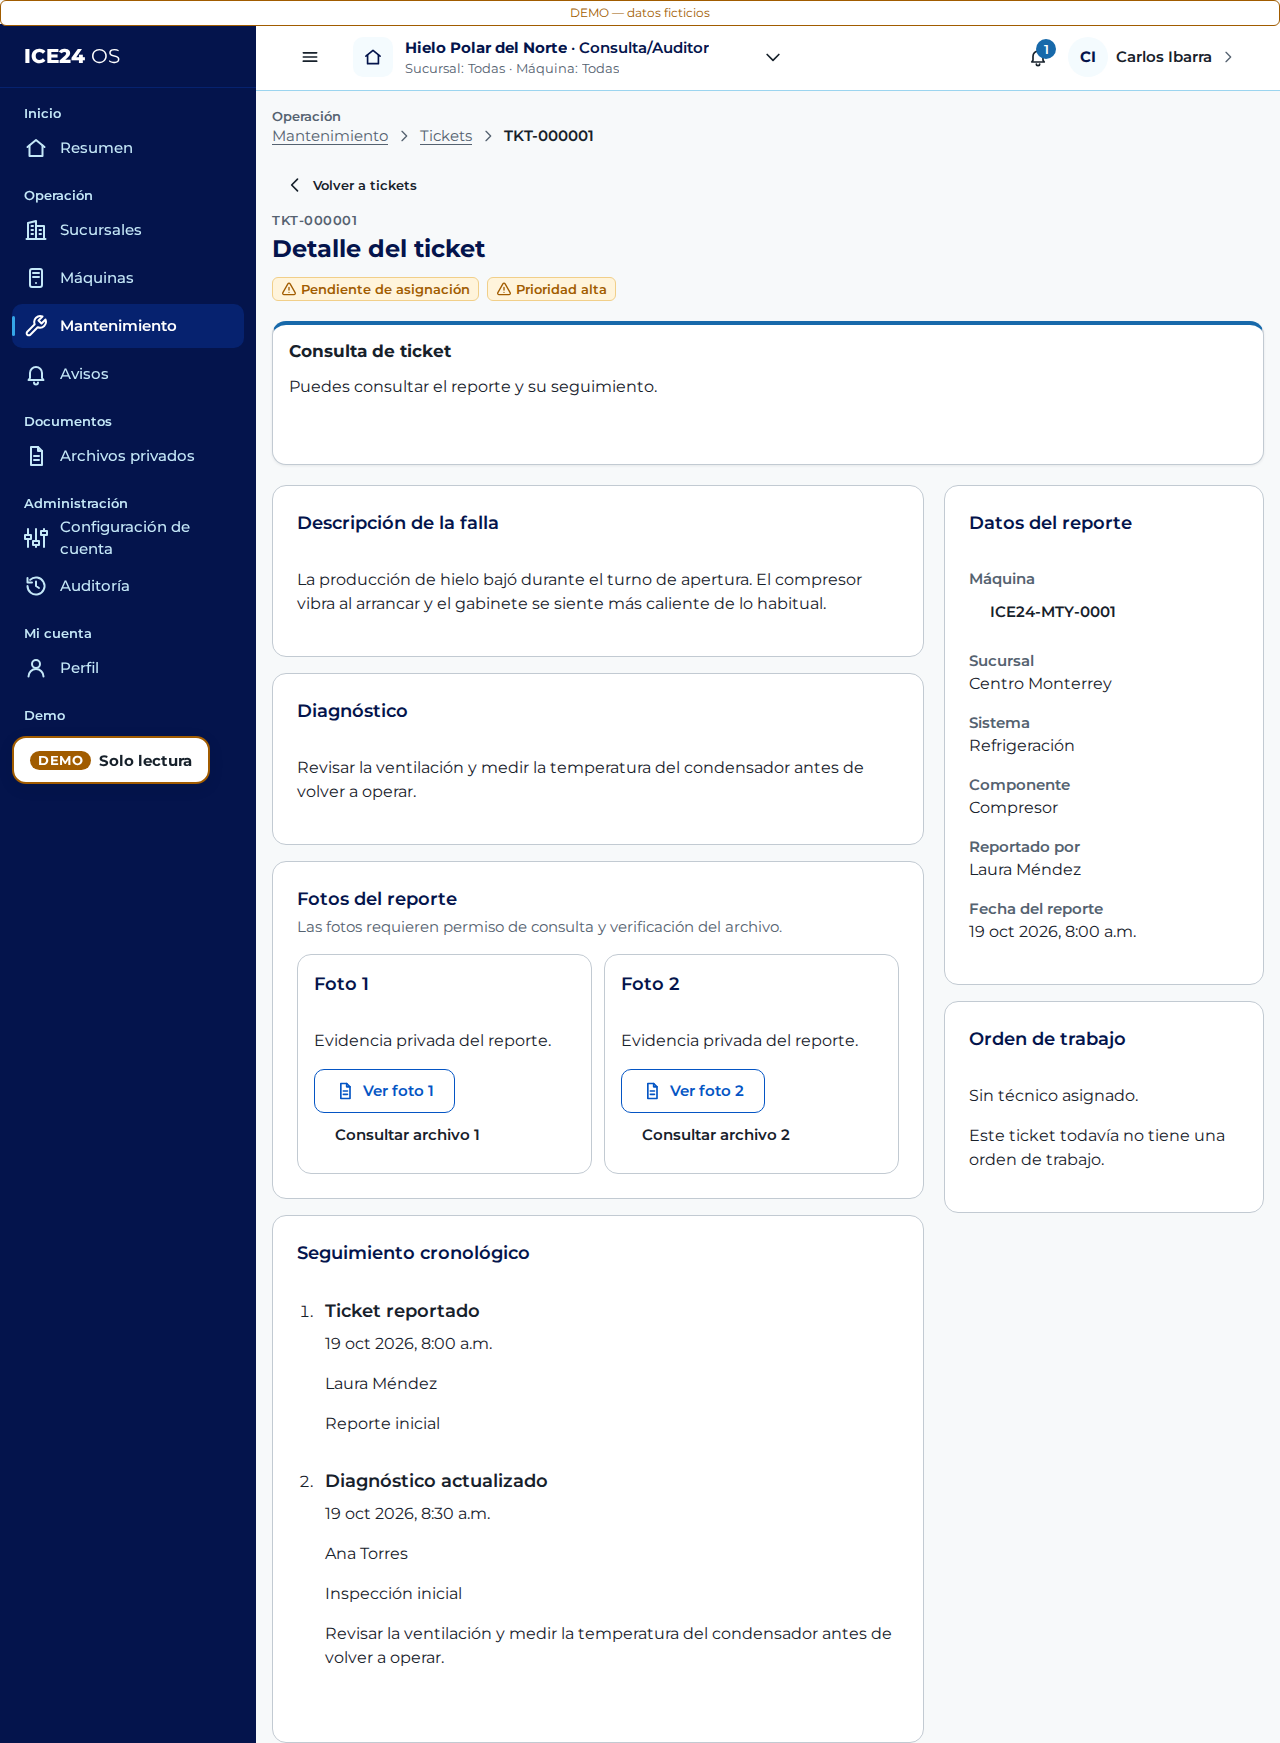 DEMO — datos ficticios
ICE24 OS
Inicio
Resumen
Operación
Sucursales
Máquinas
Mantenimiento
Avisos
Documentos
Archivos privados
Administración
Configuración de
cuenta
Auditoría
Mi cuenta
Perfil
Demo
DEMO Solo lectura
Hielo Polar del Norte · Consulta/Auditor
Sucursal: Todas · Máquina: Todas
1
CI Carlos Ibarra
Operación
Mantenimiento > Tickets > TKT-000001
Volver a tickets
TKT-000001
Detalle del ticket
Pendiente de asignación
Prioridad alta
Consulta de ticket
Puedes consultar el reporte y su seguimiento.
Descripción de la falla
La producción de hielo bajó durante el turno de apertura. El compresor
vibra al arrancar y el gabinete se siente más caliente de lo habitual.
Diagnóstico
Revisar la ventilación y medir la temperatura del condensador antes de
volver a operar.
Fotos del reporte
Las fotos requieren permiso de consulta y verificación del archivo.
Foto 1
Evidencia privada del reporte.
Ver foto 1
Consultar archivo 1
Foto 2
Evidencia privada del reporte.
Ver foto 2
Consultar archivo 2
Seguimiento cronológico
1. Ticket reportado
19 oct 2026, 8:00 a.m.
Laura Méndez
Reporte inicial
2. Diagnóstico actualizado
19 oct 2026, 8:30 a.m.
Ana Torres
Inspección inicial
Revisar la ventilación y medir la temperatura del condensador antes de
volver a operar.
Datos del reporte
Máquina
ICE24-MTY-0001
Sucursal
Centro Monterrey
Sistema
Refrigeración
Componente
Compresor
Reportado por
Laura Méndez
Fecha del reporte
19 oct 2026, 8:00 a.m.
Orden de trabajo
Sin técnico asignado.
Este ticket todavía no tiene una
orden de trabajo.